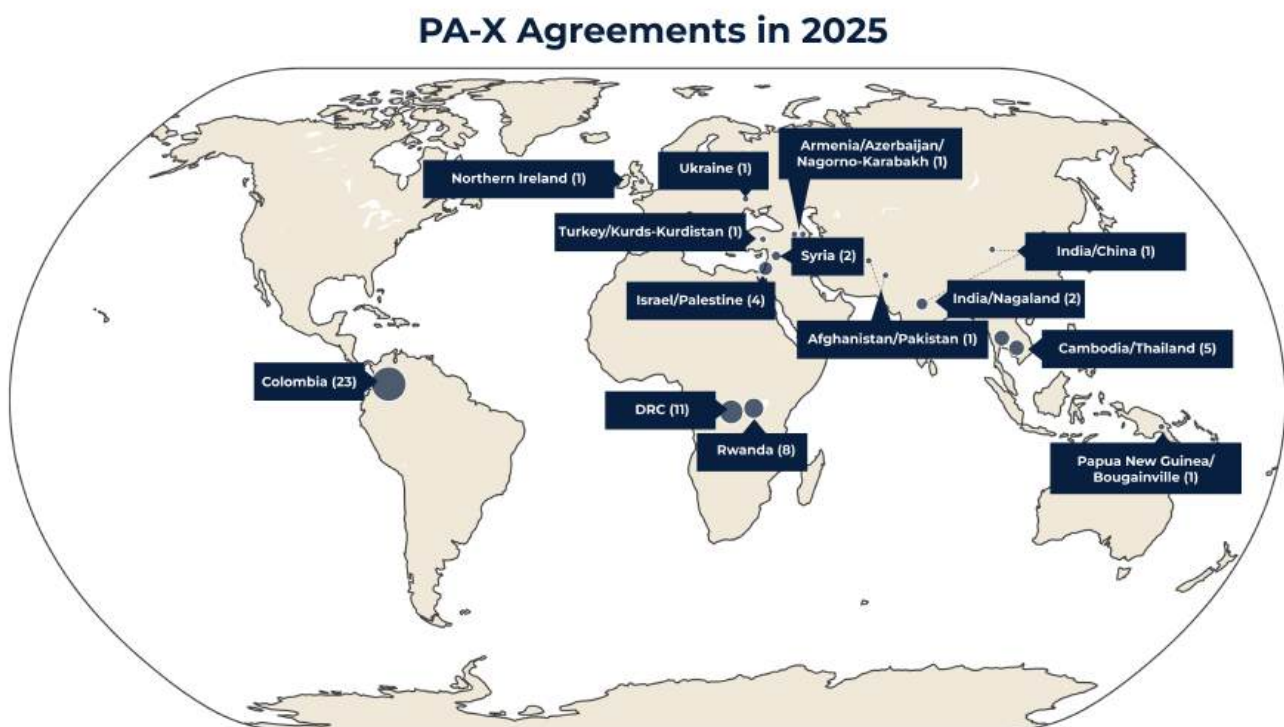 PA-X Agreements in 2025
Armenia/Azerbaijan/
Nagorno-Karabakh (1)
Ukraine (1)
Northern Ireland (1)
Turkey/Kurds-Kurdistan (1)
Syria (2)
India/China (1)
Israel/Palestine (4)
India/Nagaland (2)
Afghanistan/Pakistan (1)
Cambodia/Thailand (5)
Colombia (23)
DRC (11)
Rwanda (8)
Papua New Guinea/
Bougainville (1)